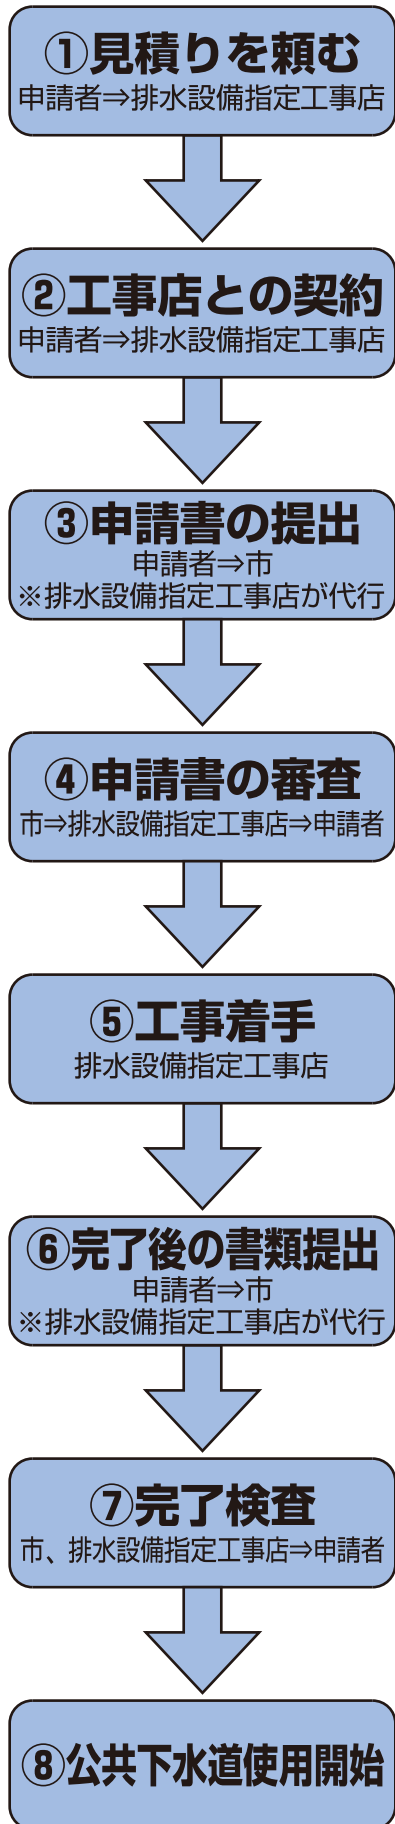 ①見積りを頼む
申請者⇒排水設備指定工事店
②工事店との契約
申請者⇒排水設備指定工事店
③申請書の提出
申請者⇒市
※排水設備指定工事店が代行
④申請書の審査
市⇒排水設備指定工事店⇒申請者
⑤工事着手
排水設備指定工事店
⑥完了後の書類提出
申請者⇒市
※排水設備指定工事店が代行
⑦完了検査
市、排水設備指定工事店⇒申請者
⑧公共下水道使用開始